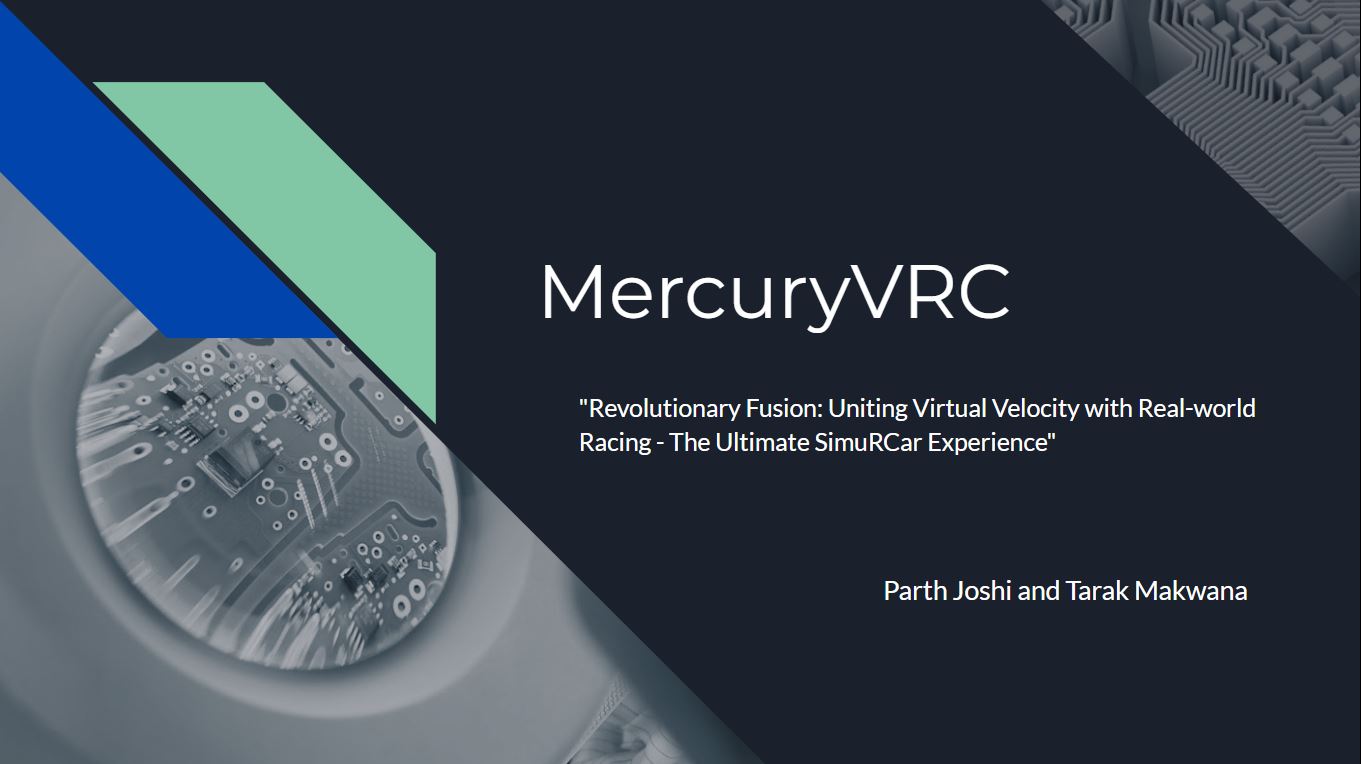 MercuryVRC
"Revolutionary Fusion: Uniting Virtual Velocity with Real-world
Racing - The Ultimate SimuRCar Experience"
Parth Joshi and Tarak Makwana